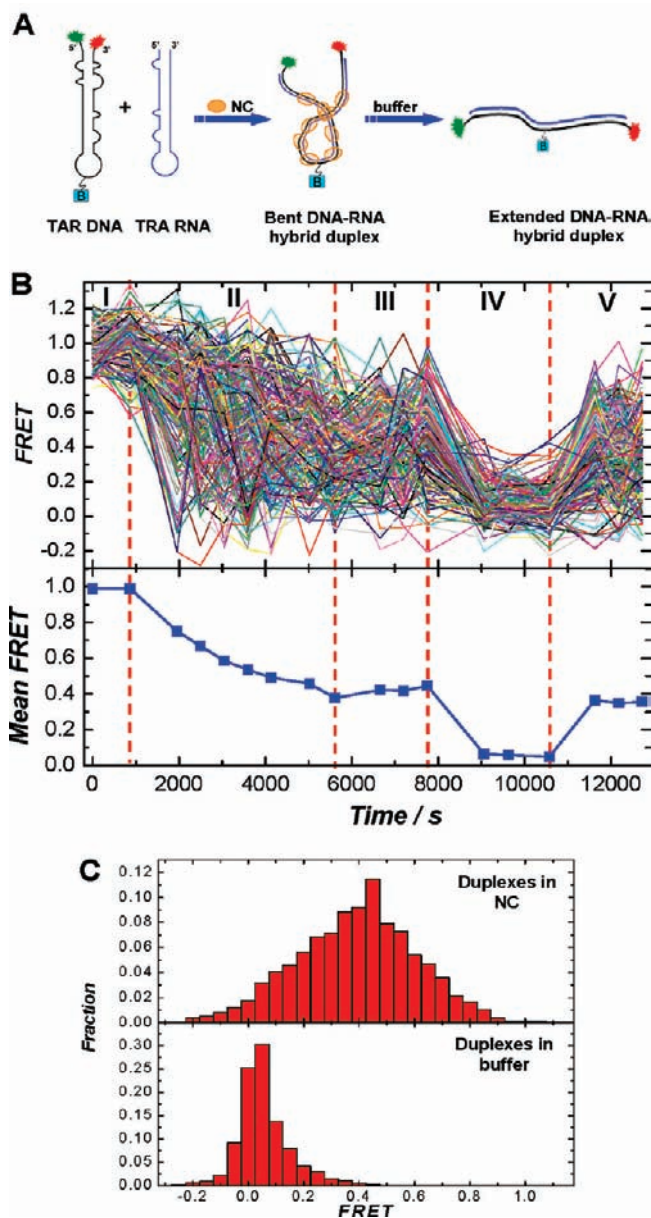 A
5' 3' 5' 3'
NC
buffer
+
B B B
TAR DNA TRA RNA
Bent DNA-RNA
hybrid duplex
Extended DNA-RNA
hybrid duplex
B
I II III IV V
FRET
1.2
1.0
0.8
0.6
0.4
0.2
0.0
-0.2
Mean FRET
1.0
0.8
0.6
0.4
0.2
0.0
0 2000 4000 6000 8000 10000 12000
Time / s
C
Fraction
0.12
0.10
0.08
0.06
0.04
0.02
0.00
Duplexes in
NC
0.30
0.25
0.20
0.15
0.10
0.05
0.00
Duplexes in
buffer
-0.2 0.0 0.2 0.4 0.6 0.8 1.0
FRET